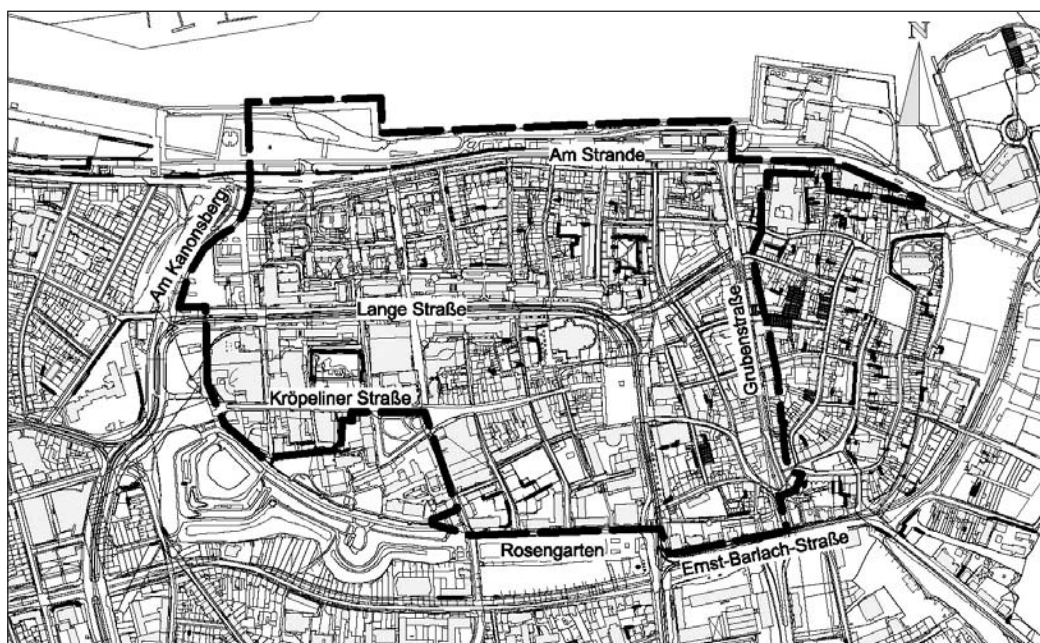 N
Am Strande
Am Kanonsberg
Lange Straße
Grubenstraße
Kröpeliner Straße
Rosengarten
Ernst-Barlach-Straße